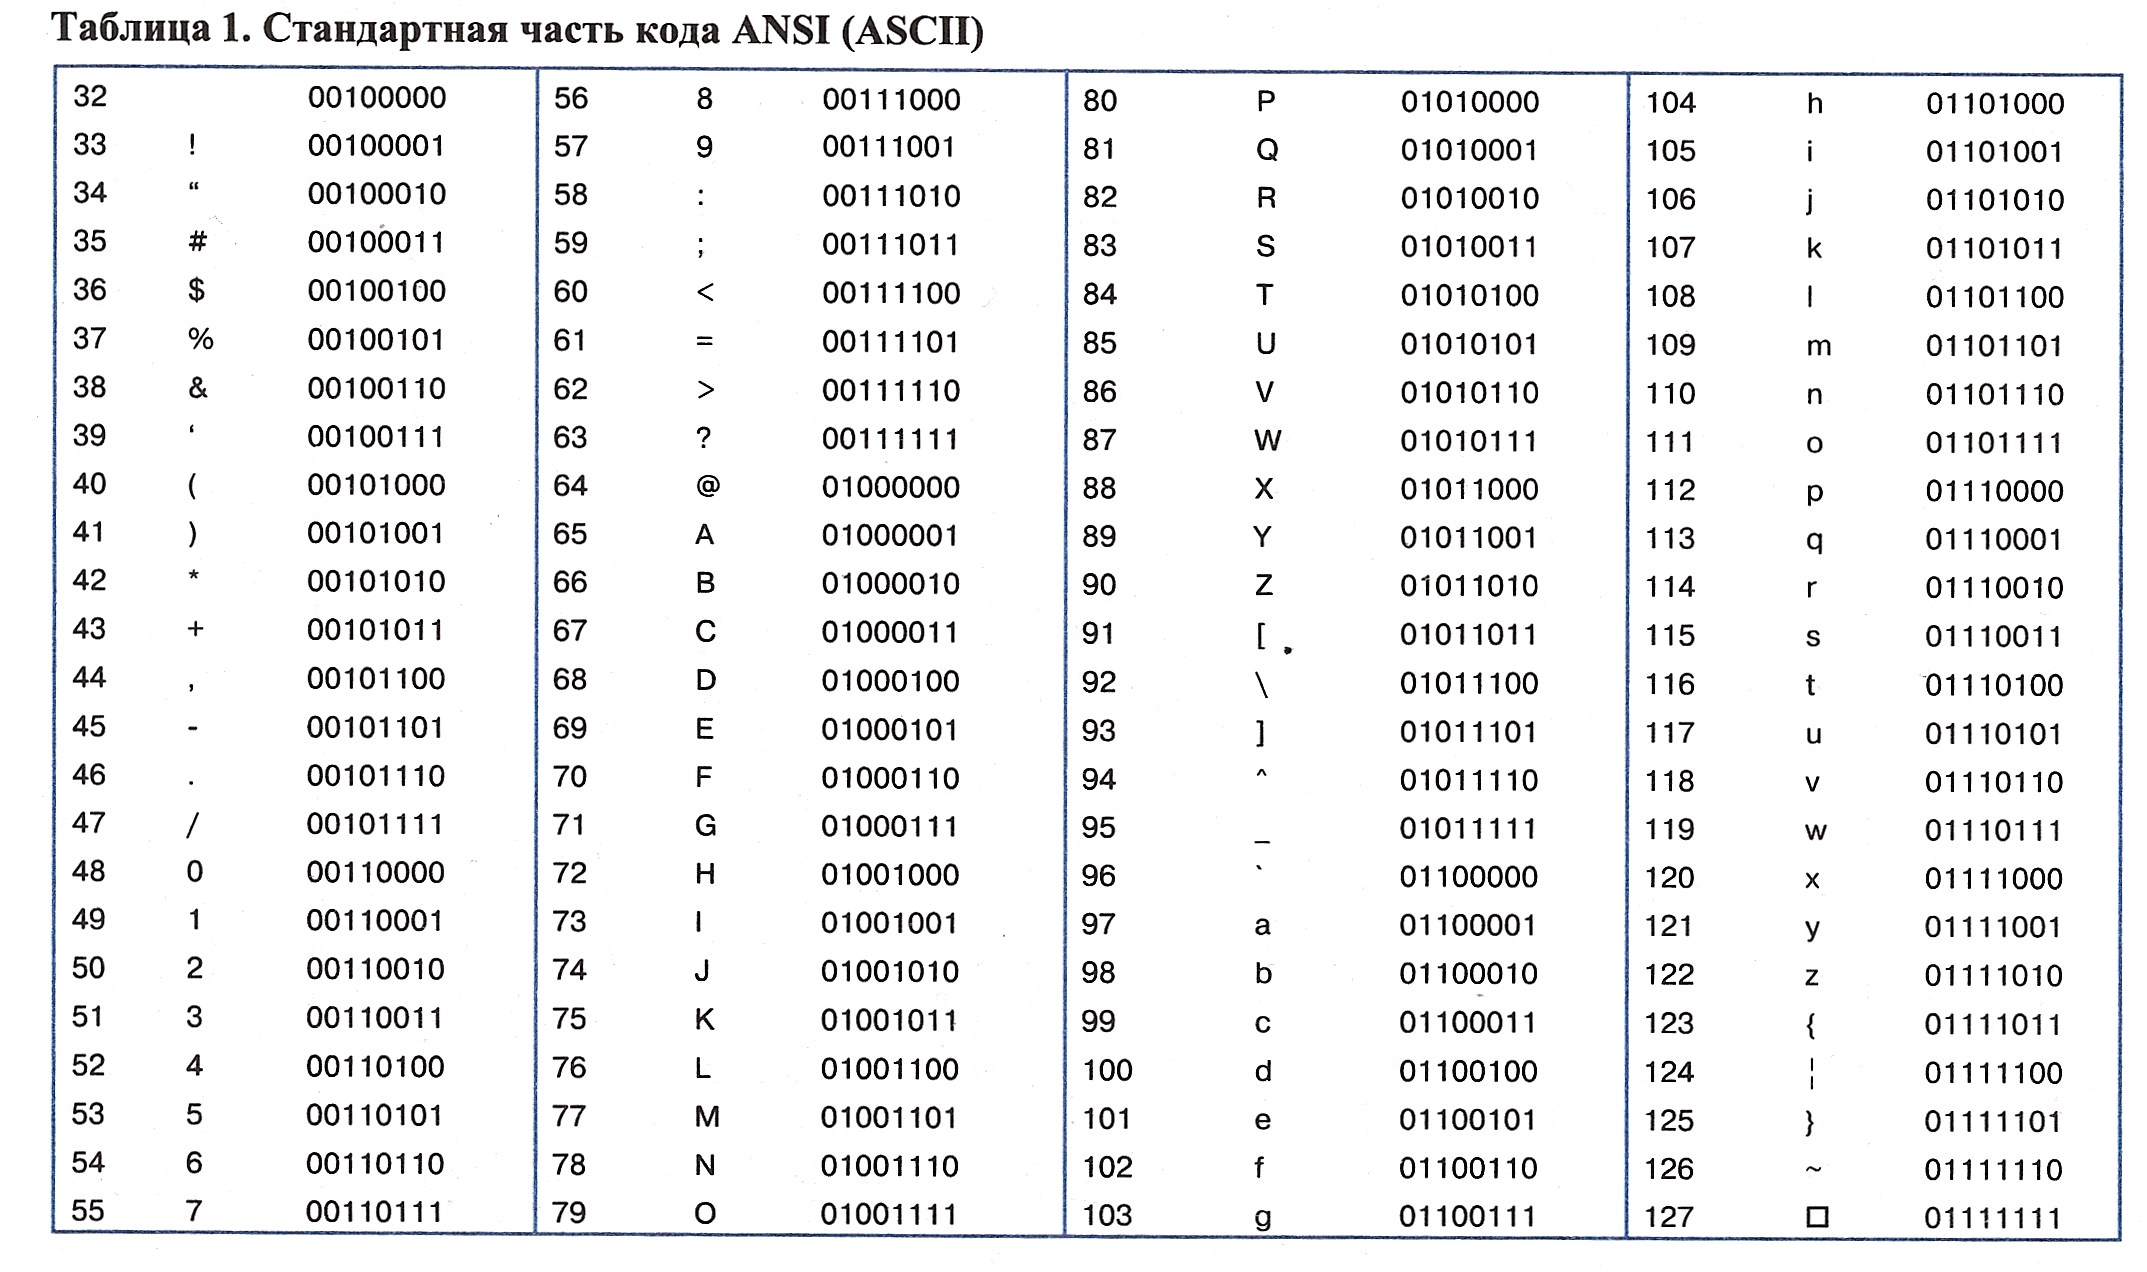 Таблица 1. Стандартная часть кода ANSI (ASCII)
32 00100000 56 8 00111000 80 P 01010000 104 h 01101000
33 ! 00100001 57 9 00111001 81 Q 01010001 105 i 01101001
34 “ 00100010 58 : 00111010 82 R 01010010 106 j 01101010
35 # 00100011 59 ; 00111011 83 S 01010011 107 k 01101011
36 $ 00100100 60 < 00111100 84 T 01010100 108 l 01101100
37 % 00100101 61 = 00111101 85 U 01010101 109 m 01101101
38 & 00100110 62 > 00111110 86 V 01010110 110 n 01101110
39 ‘ 00100111 63 ? 00111111 87 W 01010111 111 o 01101111
40 ( 00101000 64 @ 01000000 88 X 01011000 112 p 01110000
41 ) 00101001 65 A 01000001 89 Y 01011001 113 q 01110001
42 * 00101010 66 B 01000010 90 Z 01011010 114 r 01110010
43 + 00101011 67 C 01000011 91 [ 01011011 115 s 01110011
44 , 00101100 68 D 01000100 92 \ 01011100 116 t 01110100
45 - 00101101 69 E 01000101 93 ] 01011101 117 u 01110101
46 . 00101110 70 F 01000110 94 ^ 01011110 118 v 01110110
47 / 00101111 71 G 01000111 95 _ 01011111 119 w 01110111
48 0 00110000 72 H 01001000 96 ` 01100000 120 x 01111000
49 1 00110001 73 I 01001001 97 a 01100001 121 y 01111001
50 2 00110010 74 J 01001010 98 b 01100010 122 z 01111010
51 3 00110011 75 K 01001011 99 c 01100011 123 { 01111011
52 4 00110100 76 L 01001100 100 d 01100100 124 ¦ 01111100
53 5 00110101 77 M 01001101 101 e 01100101 125 } 01111101
54 6 00110110 78 N 01001110 102 f 01100110 126 ~ 01111110
55 7 00110111 79 O 01001111 103 g 01100111 127 □ 01111111